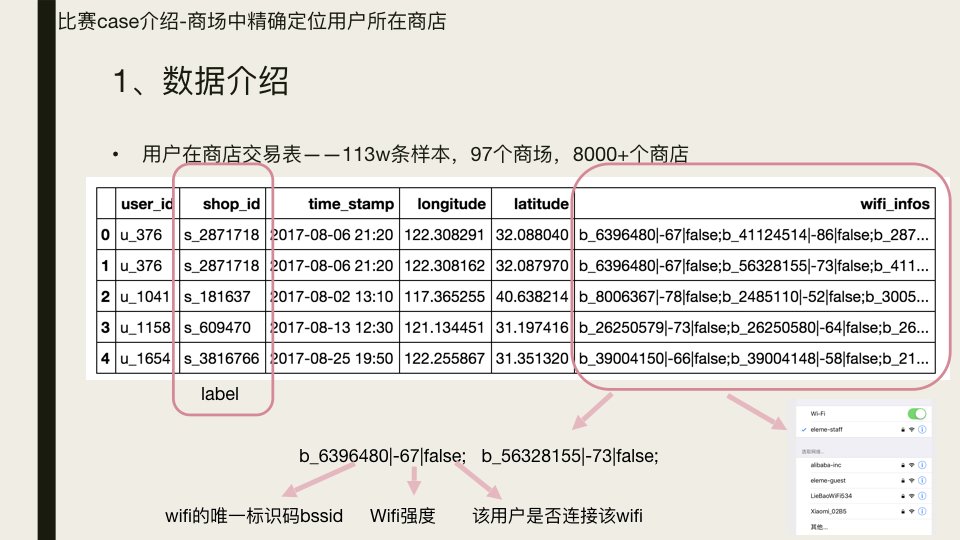 比赛case介绍-商场中精确定位用户所在商店
1、数据介绍
• 用户在商店交易表——113w条样本，97个商场，8000+个商店
user_id shop_id time_stamp longitude latitude wifi_infos
0 u_376 s_2871718 2017-08-06 21:20 122.308291 32.088040 b_6396480|-67|false;b_41124514|-86|false;b_287...
1 u_376 s_2871718 2017-08-06 21:20 122.308162 32.087970 b_6396480|-67|false;b_56328155|-73|false;b_411...
2 u_1041 s_181637 2017-08-02 13:10 117.365255 40.638214 b_8006367|-78|false;b_2485110|-52|false;b_3005...
3 u_1158 s_609470 2017-08-13 12:30 121.134451 31.197416 b_26250579|-73|false;b_26250580|-64|false;b_26...
4 u_1654 s_3816766 2017-08-25 19:50 122.255867 31.351320 b_39004150|-66|false;b_39004148|-58|false;b_21...
label
b_6396480|-67|false; b_56328155|-73|false;
wifi的唯一标识码bssid Wifi强度 该用户是否连接该wifi
Wi-Fi
eleme-staff
选取网络...
alibaba-inc
eleme-guest
LieBaoWiFi534
Xiaomi_02B5
其他...